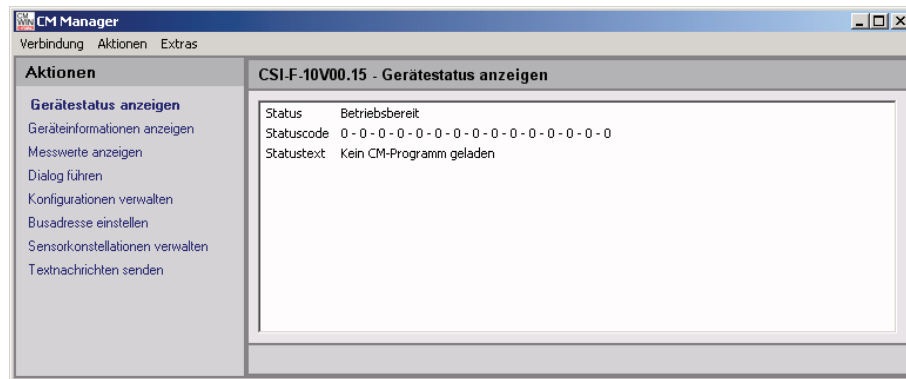 CM Manager
Verbindung Aktionen Extras
Aktionen
Gerätestatus anzeigen
Geräteinformationen anzeigen
Messwerte anzeigen
Dialog führen
Konfigurationen verwalten
Busadresse einstellen
Sensorkonstellationen verwalten
Textnachrichten senden
CSI-F-10V00.15 - Gerätestatus anzeigen
Status Betriebsbereit
Statuscode 0 - 0 - 0 - 0 - 0 - 0 - 0 - 0 - 0 - 0 - 0 - 0 - 0 - 0 - 0
Statustext Kein CM-Programm geladen